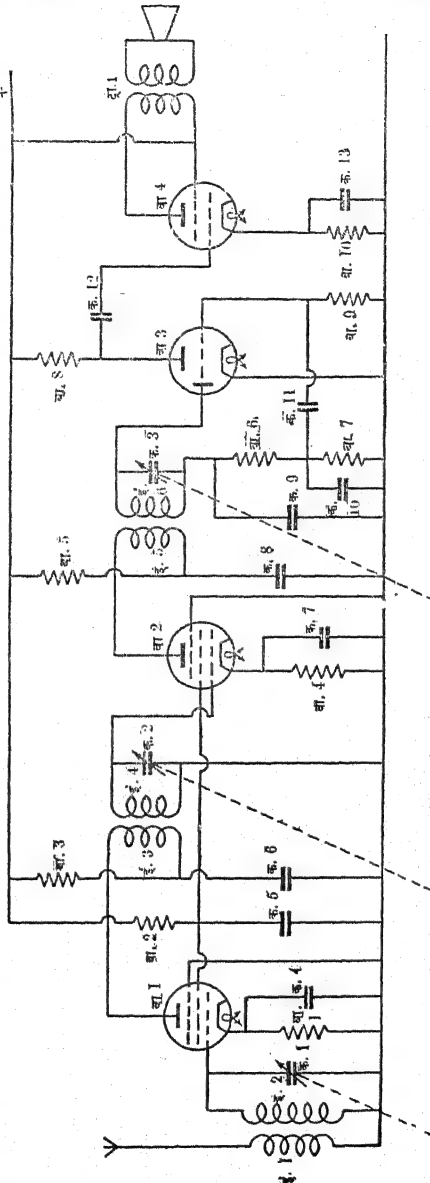 इं. 1
इं. 2
क. 1
बा. 1
क. 4
वा 1
बा. 2
क. 5
क. 6
बा. 3
इं. 3
इं. 4
क. 2
बा. 4
क. 7
वा 2
क. 8
बा. 5
इं. 5
इं. 6
क. 3
क. 9
बा. 6
क. 10
बा. 7
क. 11
वा 3
बा. 8
बा. 9
क. 12
वा 4
बा. 10
क. 13
ट्रा. 1
+